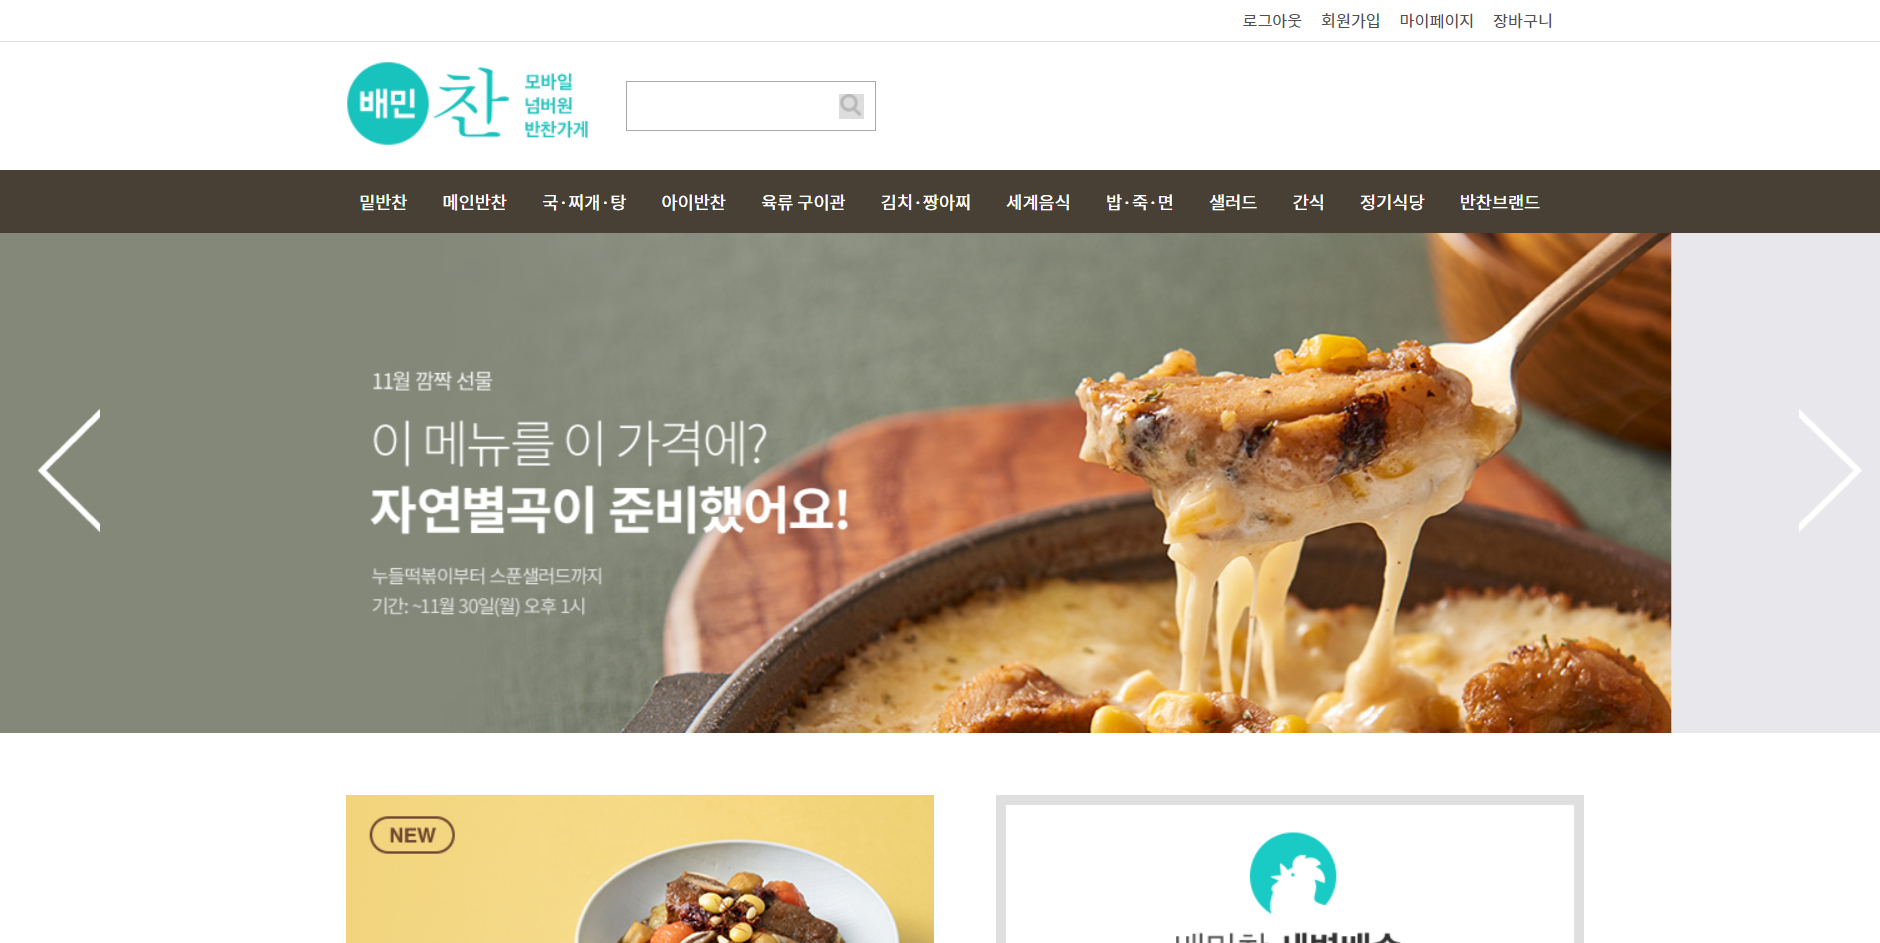 로그아웃 회원가입 마이페이지 장바구니
배민찬
모바일
넘버원
반찬가게
밑반찬 메인반찬 국·찌개·탕 아이반찬 육류 구이관 김치·짱아찌 세계음식 밥·죽·면 샐러드 간식 정기식당 반찬브랜드
11월 깜짝 선물
이 메뉴를 이 가격에?
자연별곡이 준비했어요!
누들떡볶이부터 스푼샐러드까지
기간: ~11월 30일(월) 오후 1시
NEW